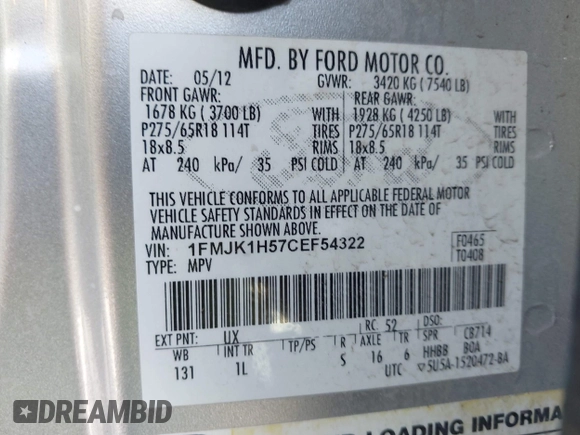 MFD. BY FORD MOTOR CO.
DATE: 05/12 GVWR: 3420 KG ( 7540 LB)
FRONT GAWR: REAR GAWR:
1678 KG ( 3700 LB) 1928 KG ( 4250 LB)
P275/65R18 114T TIRES P275/65R18 114T TIRES
18x8.5 RIMS 18x8.5 RIMS
AT 240 kPa/ 35 PSI COLD AT 240 kPa/ 35 PSI COLD
THIS VEHICLE CONFORMS TO ALL APPLICABLE FEDERAL MOTOR
VEHICLE SAFETY STANDARDS IN EFFECT ON THE DATE OF
MANUFACTURE SHOWN ABOVE.
VIN: 1FMJK1H57CEF54322 F0465
TYPE: MPV T0408
EXT PNT: UX RC: 52 DSO:
WB INT TR TP/PS R AXLE TR SPR CB714
131 1L S 16 6 HHBB BOA
UTC 5U5A-1520472-BA
LOADING INFORMA
DREAMBID